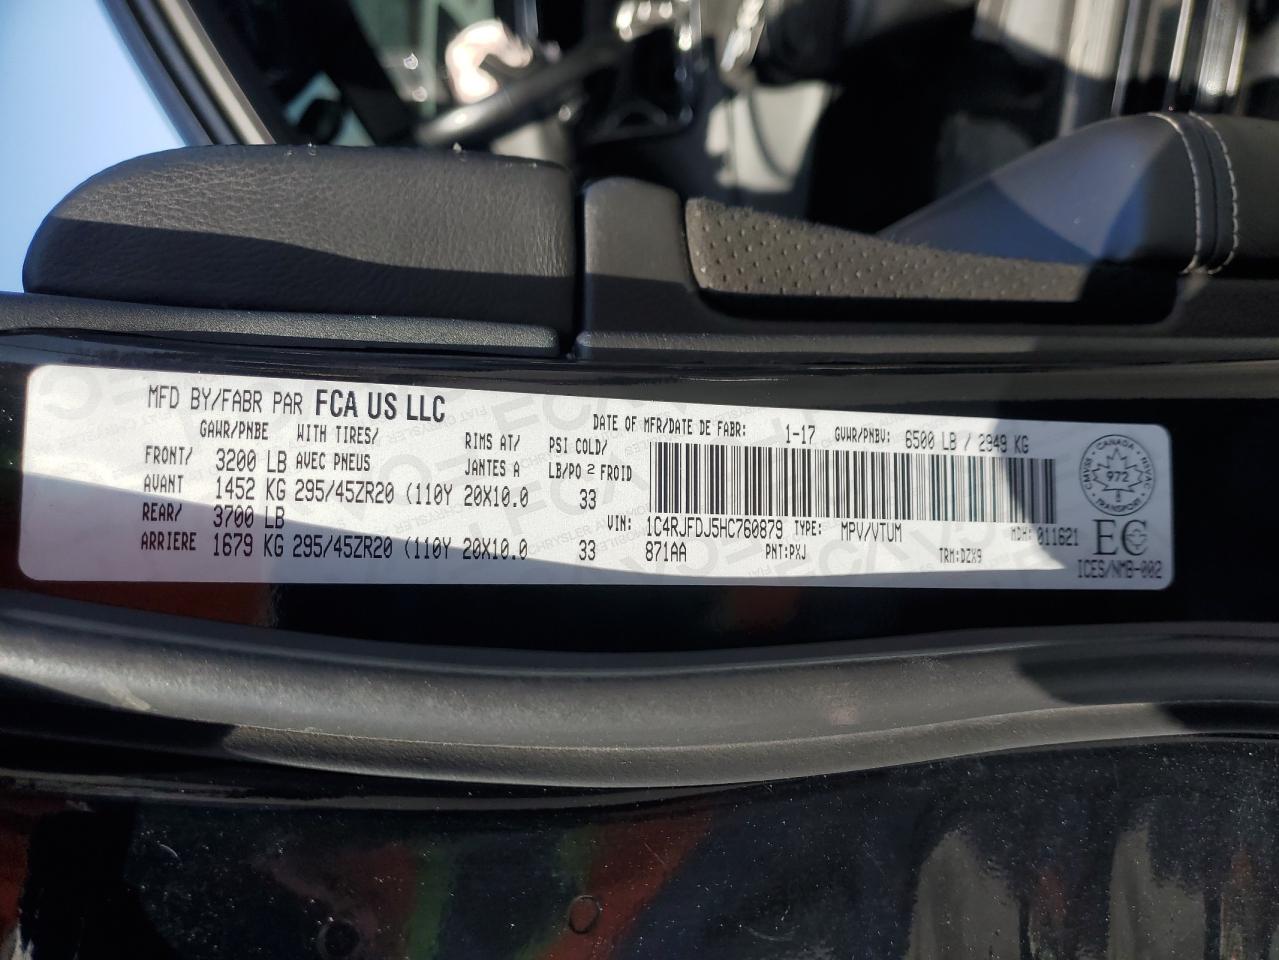 MFD BY/FABR PAR FCA US LLC DATE OF MFR/DATE DE FABR: 1-17 GVWR/PNBV: 6500 LB / 2949 KG
GAWR/PNBE WITH TIRES/ RIMS AT/ PSI COLD/
FRONT/ 3200 LB AVEC PNEUS JANTES A LB/PO 2 FROID
AVANT 1452 KG 295/45ZR20 (110Y 20X10.0 33
REAR/ 3700 LB VIN: 1C4RJFDJ5HC760879 TYPE: MPV/VTUM MDH: 011621
ARRIERE 1679 KG 295/45ZR20 (110Y 20X10.0 33 871AA PNT:PXJ TRM:DZX9
CANADA
CMVSS NSVAC
972
TRANSPORT
EC
ICES/NMB-002